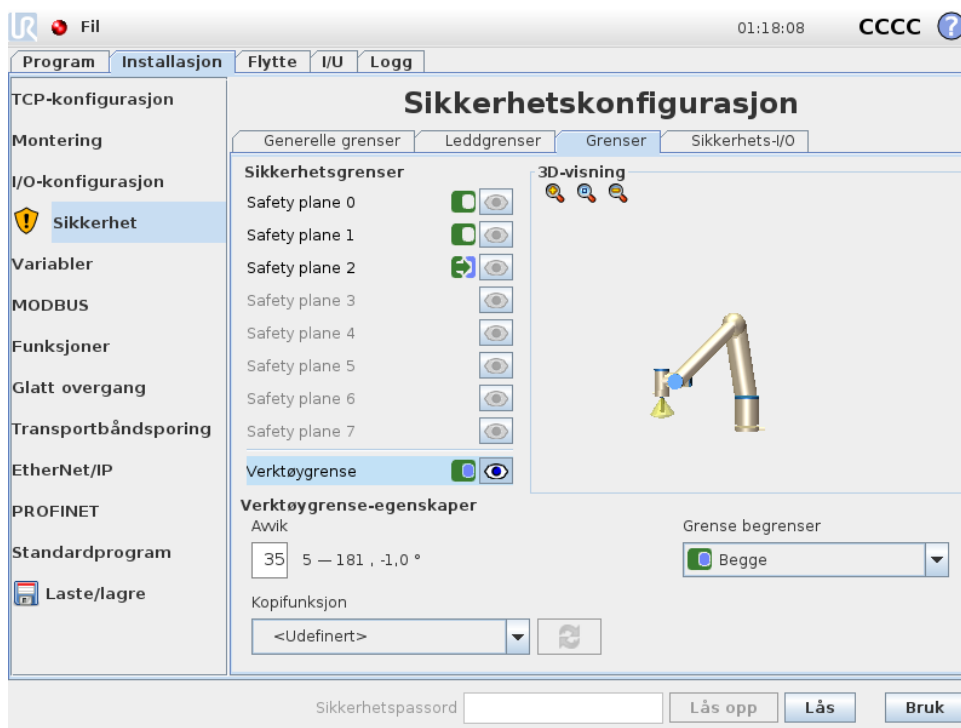 UR Fil 01:18:08 CCCC ?
Program Installasjon Flytte I/U Logg
TCP-konfigurasjon
Montering
I/O-konfigurasjon
Sikkerhet
Variabler
MODBUS
Funksjoner
Glatt overgang
Transportbåndsporing
EtherNet/IP
PROFINET
Standardprogram
Laste/lagre
Sikkerhetskonfigurasjon
Generelle grenser Leddgrenser Grenser Sikkerhets-I/O
Sikkerhetsgrenser
Safety plane 0
Safety plane 1
Safety plane 2
Safety plane 3
Safety plane 4
Safety plane 5
Safety plane 6
Safety plane 7
Verktøygrense
3D-visning
Verktøygrense-egenskaper
Avvik
35 5 — 181 , -1,0 °
Grense begrenser
Begge
Kopifunksjon
<Udefinert>
Sikkerhetspassord Lås opp Lås Bruk